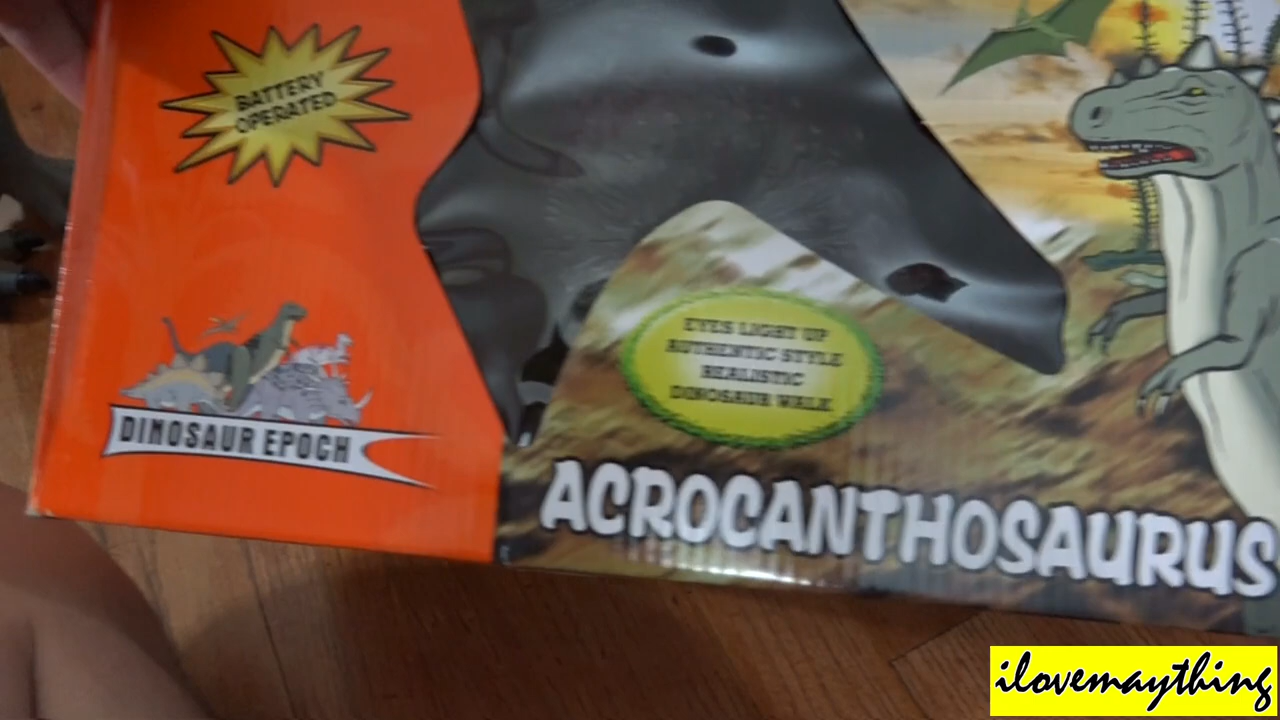 BATTERY
OPERATED
EYES LIGHT UP
AUTHENTIC STYLE
REALISTIC
DINOSAUR WALK
DINOSAUR EPOCH
ACROCANTHOSAURUS
ilovemaything